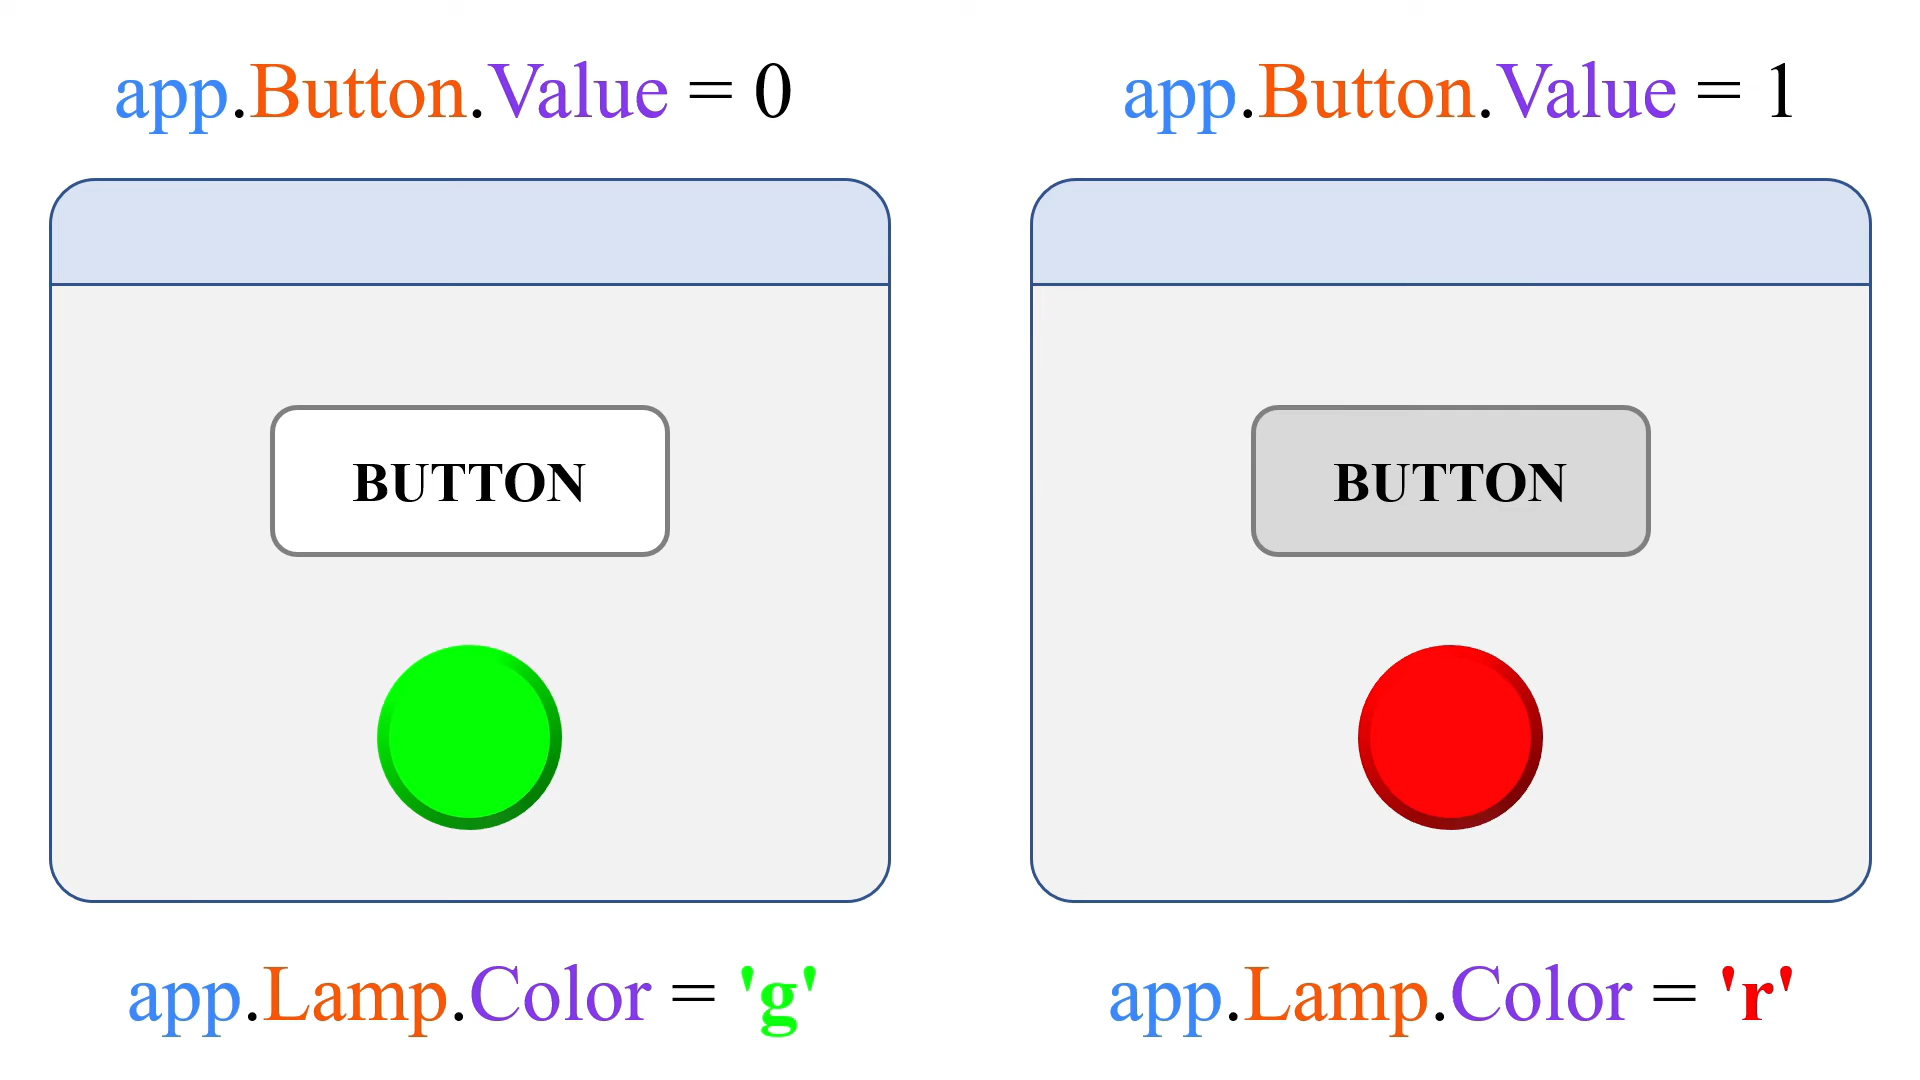 app.Button.Value = 0
app.Button.Value = 1
BUTTON
BUTTON
app.Lamp.Color = 'g'
app.Lamp.Color = 'r'